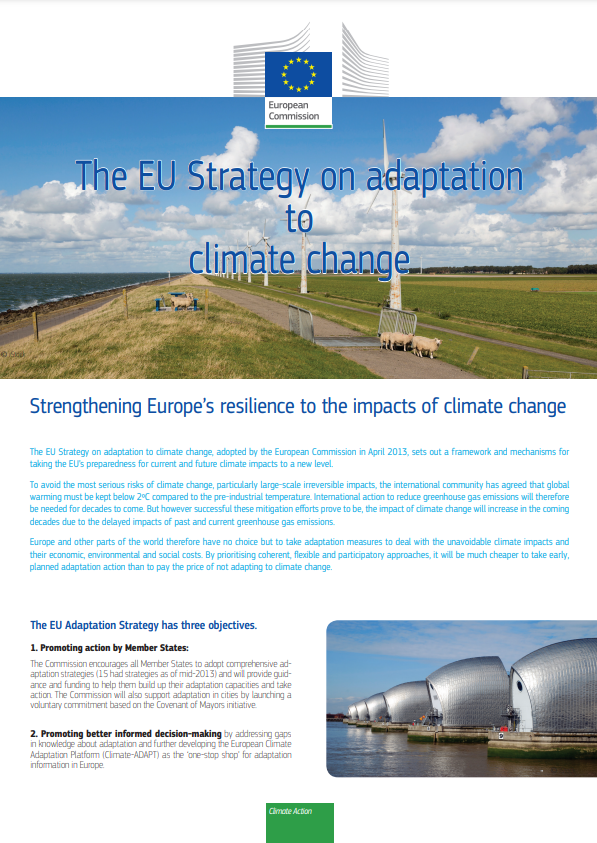 European
Commission
The EU Strategy on adaptation
to
climate change
Strengthening Europe's resilience to the impacts of climate change
The EU Strategy on adaptation to climate change, adopted by the European Commission in April 2013, sets out a framework and mechanisms for
taking the EU's preparedness for current and future climate impacts to a new level.
To avoid the most serious risks of climate change, particularly large-scale irreversible impacts, the international community has agreed that global
warming must be kept below 2ºC compared to the pre-industrial temperature. International action to reduce greenhouse gas emissions will therefore
be needed for decades to come. But however successful these mitigation efforts prove to be, the impact of climate change will increase in the coming
decades due to the delayed impacts of past and current greenhouse gas emissions.
Europe and other parts of the world therefore have no choice but to take adaptation measures to deal with the unavoidable climate impacts and
their economic, environmental and social costs. By prioritising coherent, flexible and participatory approaches, it will be much cheaper to take early,
planned adaptation action than to pay the price of not adapting to climate change.
The EU Adaptation Strategy has three objectives.
1. Promoting action by Member States:
The Commission encourages all Member States to adopt comprehensive ad-
aptation strategies (15 had strategies as of mid-2013) and will provide guid-
ance and funding to help them build up their adaptation capacities and take
action. The Commission will also support adaptation in cities by launching a
voluntary commitment based on the Covenant of Mayors initiative.
2. Promoting better informed decision-making by addressing gaps
in knowledge about adaptation and further developing the European Climate
Adaptation Platform (Climate-ADAPT) as the 'one-stop shop' for adaptation
information in Europe.
Climate Action